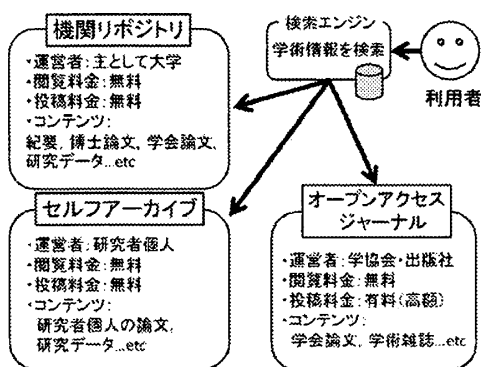 機関リポジトリ
・運営者:主として大学
・閲覧料金:無料
・投稿料金:無料
・コンテンツ:
紀要, 博士論文, 学会論文,
研究データ...etc
検索エンジン
学術情報を検索
利用者
セルフアーカイブ
・運営者:研究者個人
・閲覧料金:無料
・投稿料金:無料
・コンテンツ:
研究者個人の論文,
研究データ...etc
オープンアクセス
ジャーナル
・運営者:学協会・出版社
・閲覧料金:無料
・投稿料金:有料(高額)
・コンテンツ:
学会論文, 学術雑誌...etc